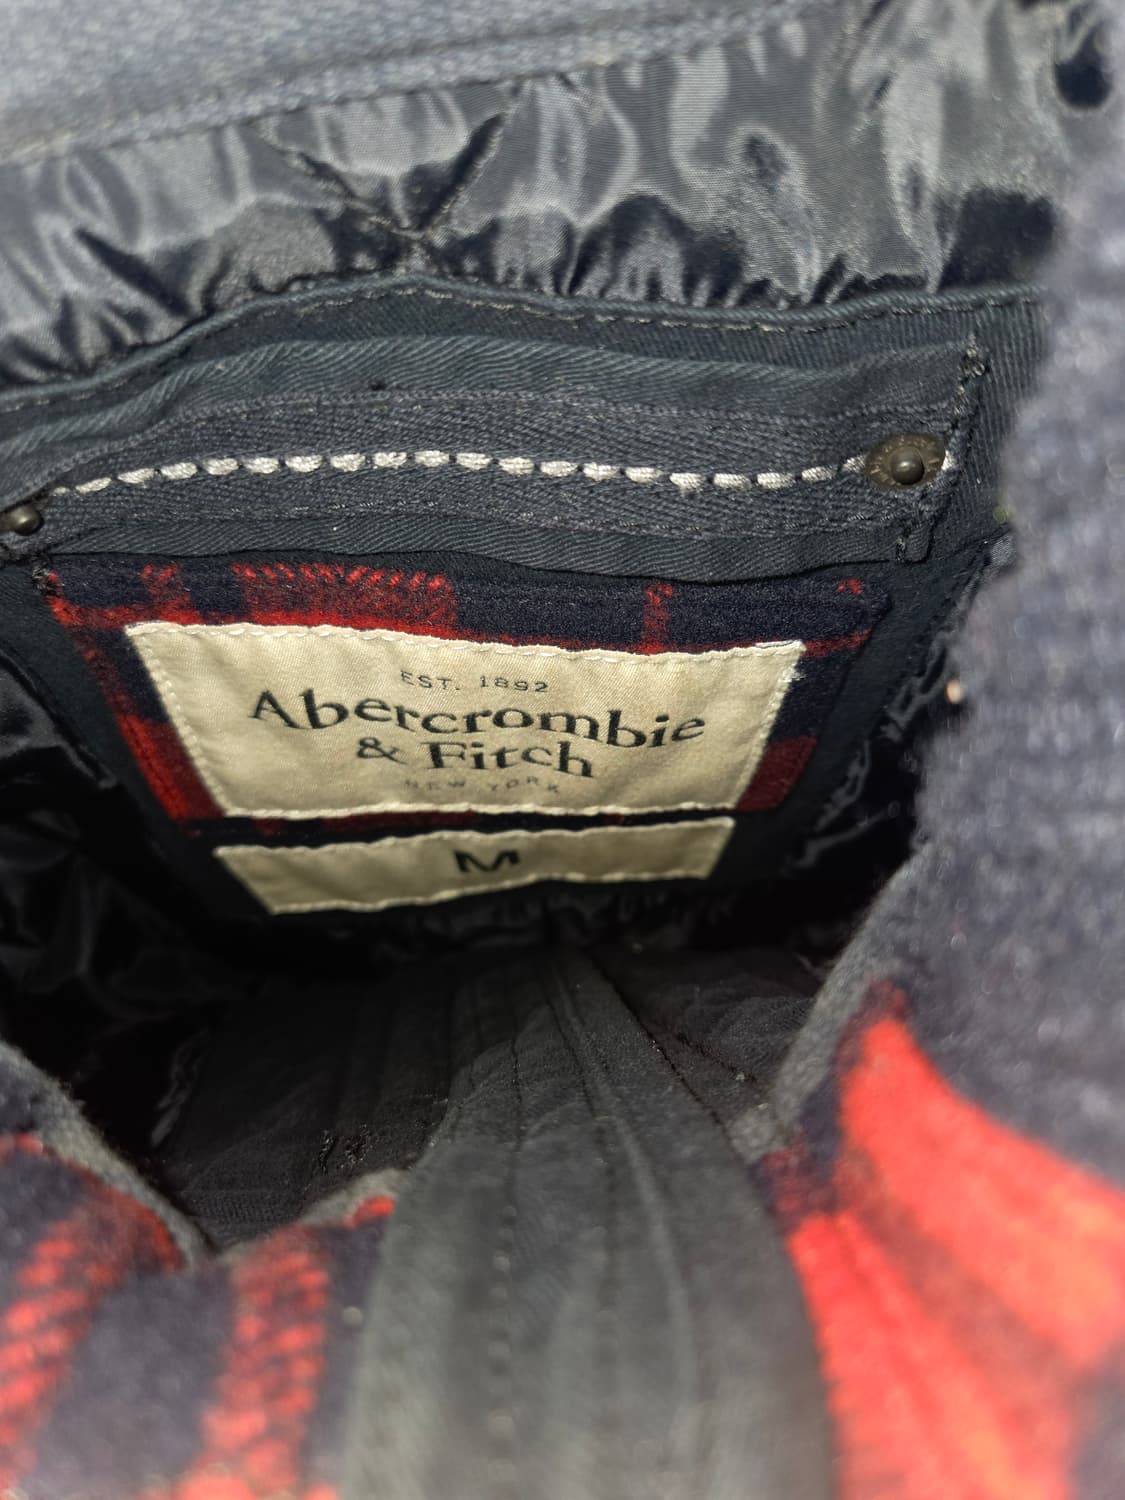 EST. 1892
Abercrombie
& Fitch
NEW YORK
M